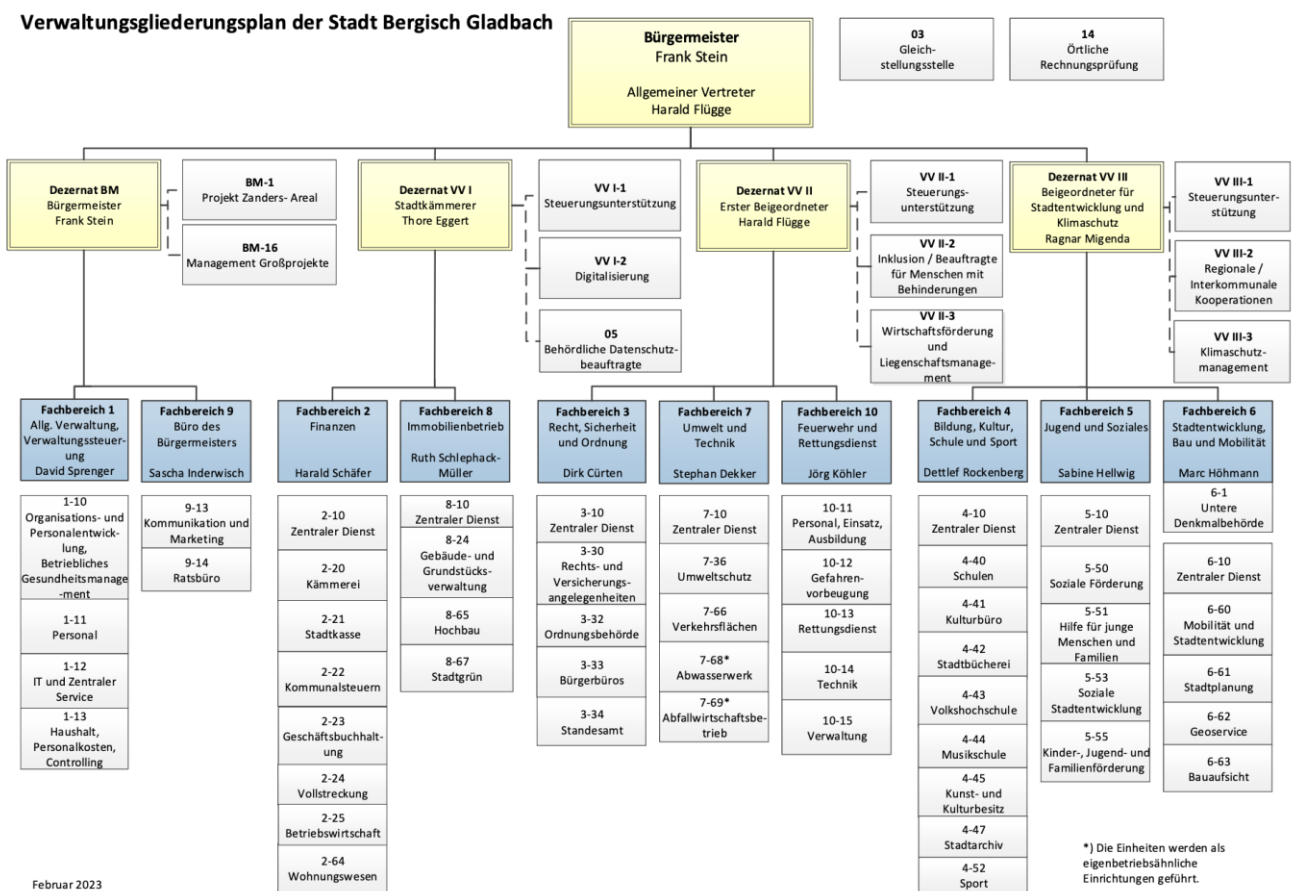 Verwaltungsgliederungsplan der Stadt Bergisch Gladbach
Bürgermeister
Frank Stein
Allgemeiner Vertreter
Harald Flügge
03
Gleich-
stellungsstelle
14
Örtliche
Rechnungsprüfung
Dezernat BM
Bürgermeister
Frank Stein
BM-1
Projekt Zanders- Areal
BM-16
Management Großprojekte
Dezernat VV I
Stadtkämmerer
Thore Eggert
VV I-1
Steuerungsunterstützung
VV I-2
Digitalisierung
05
Behördliche Datenschutz-
beauftragte
Dezernat VV II
Erster Beigeordneter
Harald Flügge
VV II-1
Steuerungs-
unterstützung
VV II-2
Inklusion / Beauftragte
für Menschen mit
Behinderungen
VV II-3
Wirtschaftsförderung
und
Liegenschaftsmanage-
ment
Dezernat VV III
Beigeordneter für
Stadtentwicklung und
Klimaschutz
Ragnar Migenda
VV III-1
Steuerungsunter-
stützung
VV III-2
Regionale /
Interkommunale
Kooperationen
VV III-3
Klimaschutz-
management
Fachbereich 1
Allg. Verwaltung,
Verwaltungssteuer-
ung
David Sprenger
1-10
Organisations- und
Personalentwick-
lung,
Betriebliches
Gesundheitsmanage
-ment
1-11
Personal
1-12
IT und Zentraler
Service
1-13
Haushalt,
Personalkosten,
Controlling
Fachbereich 9
Büro des
Bürgermeisters
Sascha Inderwisch
9-13
Kommunikation und
Marketing
9-14
Ratsbüro
Fachbereich 2
Finanzen
Harald Schäfer
2-10
Zentraler Dienst
2-20
Kämmerei
2-21
Stadtkasse
2-22
Kommunalsteuern
2-23
Geschäftsbuchhalt-
ung
2-24
Vollstreckung
2-25
Betriebswirtschaft
2-64
Wohnungswesen
Fachbereich 8
Immobilienbetrieb
Ruth Schlephack-
Müller
8-10
Zentraler Dienst
8-24
Gebäude- und
Grundstücks-
verwaltung
8-65
Hochbau
8-67
Stadtgrün
Fachbereich 3
Recht, Sicherheit
und Ordnung
Dirk Cürten
3-10
Zentraler Dienst
3-30
Rechts- und
Versicherungs-
angelegenheiten
3-32
Ordnungsbehörde
3-33
Bürgerbüros
3-34
Standesamt
Fachbereich 7
Umwelt und
Technik
Stephan Dekker
7-10
Zentraler Dienst
7-36
Umweltschutz
7-66
Verkehrsflächen
7-68*
Abwasserwerk
7-69*
Abfallwirtschaftsbe-
trieb
Fachbereich 10
Feuerwehr und
Rettungsdienst
Jörg Köhler
10-11
Personal, Einsatz,
Ausbildung
10-12
Gefahren-
vorbeugung
10-13
Rettungsdienst
10-14
Technik
10-15
Verwaltung
Fachbereich 4
Bildung, Kultur,
Schule und Sport
Dettlef Rockenberg
4-10
Zentraler Dienst
4-40
Schulen
4-41
Kulturbüro
4-42
Stadtbücherei
4-43
Volkshochschule
4-44
Musikschule
4-45
Kunst- und
Kulturbesitz
4-47
Stadtarchiv
4-52
Sport
Fachbereich 5
Jugend und Soziales
Sabine Hellwig
5-10
Zentraler Dienst
5-50
Soziale Förderung
5-51
Hilfe für junge
Menschen und
Familien
5-53
Soziale
Stadtentwicklung
5-55
Kinder-, Jugend- und
Familienförderung
Fachbereich 6
Stadtentwicklung,
Bau und Mobilität
Marc Höhmann
6-1
Untere
Denkmalbehörde
6-10
Zentraler Dienst
6-60
Mobilität und
Stadtentwicklung
6-61
Stadtplanung
6-62
Geoservice
6-63
Bauaufsicht
*) Die Einheiten werden als
eigenbetriebsähnliche
Einrichtungen geführt.
Februar 2023